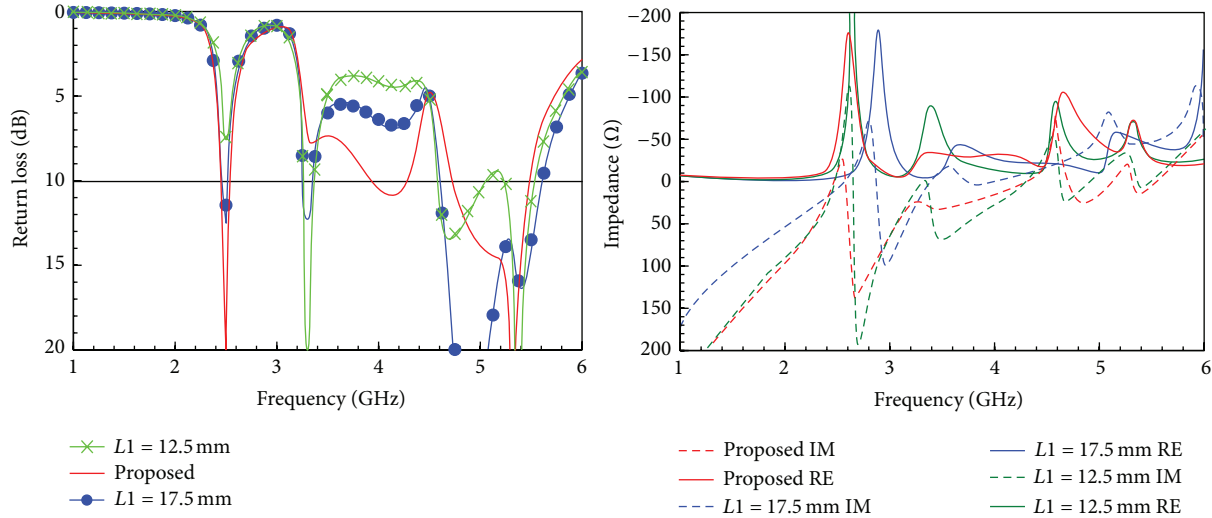 0
5
10
15
20
Return loss (dB)
1 2 3 4 5 6
Frequency (GHz)
L1 = 12.5 mm
Proposed
L1 = 17.5 mm
−200
−150
−100
−50
0
50
100
150
200
Impedance (Ω)
1 2 3 4 5 6
Frequency (GHz)
Proposed IM
Proposed RE
L1 = 17.5 mm IM
L1 = 17.5 mm RE
L1 = 12.5 mm IM
L1 = 12.5 mm RE